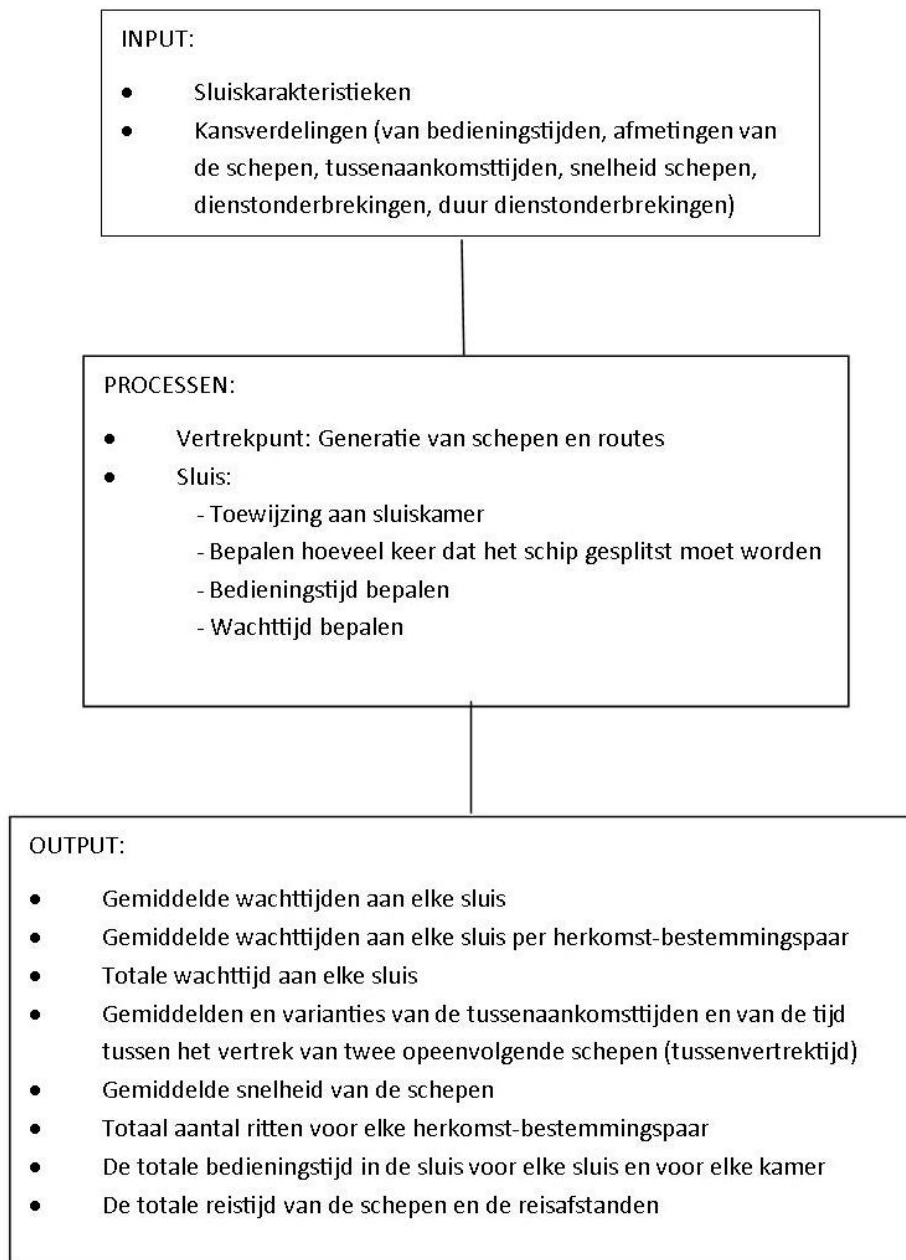 INPUT:
• Sluiskarakteristieken
• Kansverdelingen (van bedieningstijden, afmetingen van
de schepen, tussenaankomsttijden, snelheid schepen,
dienstonderbrekingen, duur dienstonderbrekingen)
PROCESSEN:
• Vertrekpunt: Generatie van schepen en routes
• Sluis:
- Toewijzing aan sluiskamer
- Bepalen hoeveel keer dat het schip gesplitst moet worden
- Bedieningstijd bepalen
- Wachttijd bepalen
OUTPUT:
• Gemiddelde wachttijden aan elke sluis
• Gemiddelde wachttijden aan elke sluis per herkomst-bestemmingspaar
• Totale wachttijd aan elke sluis
• Gemiddelden en varianties van de tussenaankomsttijden en van de tijd
tussen het vertrek van twee opeenvolgende schepen (tussenvertrektijd)
• Gemiddelde snelheid van de schepen
• Totaal aantal ritten voor elke herkomst-bestemmingspaar
• De totale bedieningstijd in de sluis voor elke sluis en voor elke kamer
• De totale reistijd van de schepen en de reisafstanden